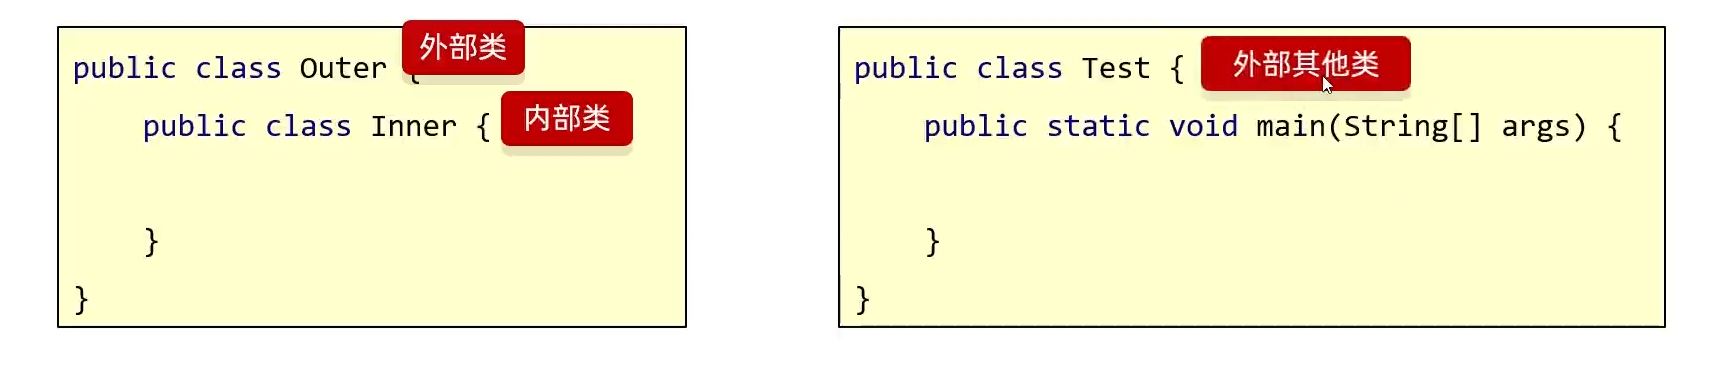 public class Outer { 外部类
public class Inner { 内部类
}
}
public class Test { 外部其他类
public static void main(String[] args) {
}
}